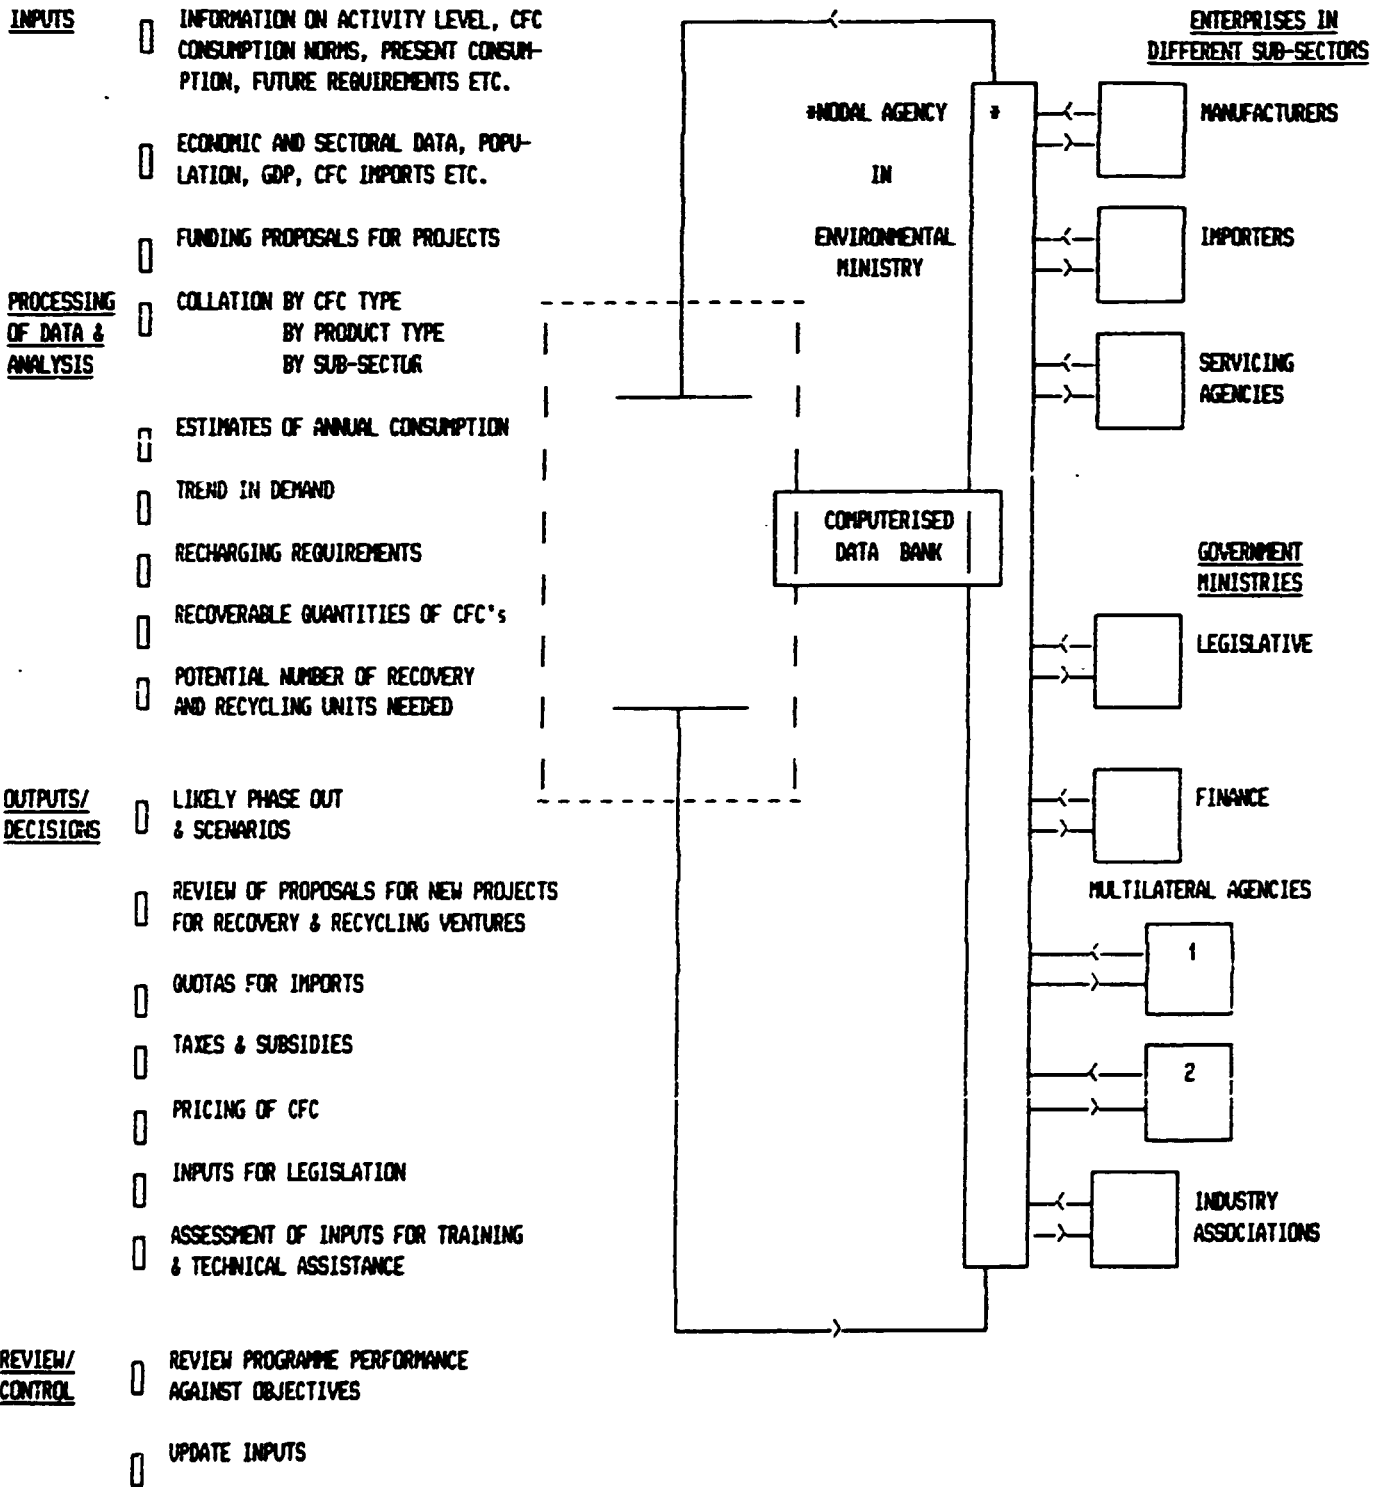 INPUTS
INFORMATION ON ACTIVITY LEVEL, CFC
CONSUMPTION NORMS, PRESENT CONSUM-
PTION, FUTURE REQUIREMENTS ETC.
ECONOMIC AND SECTORAL DATA, POPU-
LATION, GDP, CFC IMPORTS ETC.
FUNDING PROPOSALS FOR PROJECTS
PROCESSING
OF DATA &
ANALYSIS
COLLATION BY CFC TYPE
BY PRODUCT TYPE
BY SUB-SECTOR
ESTIMATES OF ANNUAL CONSUMPTION
TREND IN DEMAND
RECHARGING REQUIREMENTS
RECOVERABLE QUANTITIES OF CFC's
POTENTIAL NUMBER OF RECOVERY
AND RECYCLING UNITS NEEDED
OUTPUTS/
DECISIONS
LIKELY PHASE OUT
& SCENARIOS
REVIEW OF PROPOSALS FOR NEW PROJECTS
FOR RECOVERY & RECYCLING VENTURES
QUOTAS FOR IMPORTS
TAXES & SUBSIDIES
PRICING OF CFC
INPUTS FOR LEGISLATION
ASSESSMENT OF INPUTS FOR TRAINING
& TECHNICAL ASSISTANCE
REVIEW/
CONTROL
REVIEW PROGRAMME PERFORMANCE
AGAINST OBJECTIVES
UPDATE INPUTS
*NODAL AGENCY *
IN
ENVIRONMENTAL
MINISTRY
COMPUTERISED
DATA BANK
ENTERPRISES IN
DIFFERENT SUB-SECTORS
MANUFACTURERS
IMPORTERS
SERVICING
AGENCIES
GOVERNMENT
MINISTRIES
LEGISLATIVE
FINANCE
MULTILATERAL AGENCIES
1
2
INDUSTRY
ASSOCIATIONS